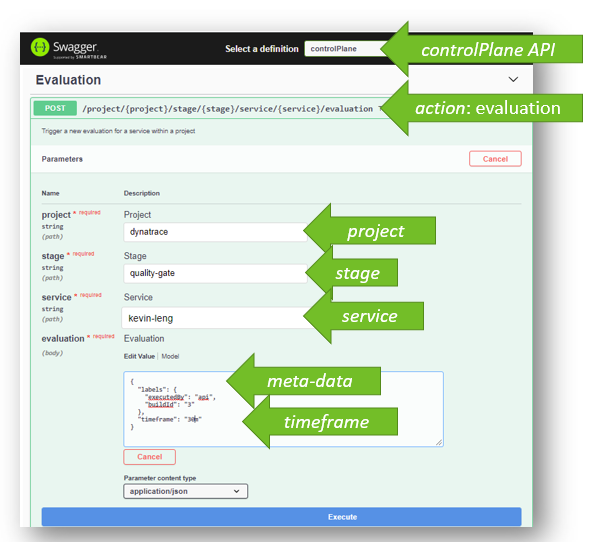 Swagger.
Supported by SMARTBEAR
Select a definition
controlPlane
controlPlane API
Evaluation
POST /project/{project}/stage/{stage}/service/{service}/evaluation
action: evaluation
Trigger a new evaluation for a service within a project
Parameters
Cancel
Name Description
project * required Project
string
(path)
dynatrace
project
stage * required Stage
string
(path)
quality-gate
stage
service * required Service
string
(path)
kevin-leng
service
evaluation * required Evaluation
(body)
Edit Value | Model
{
"labels": {
"executedBy": "api",
"buildId": "3"
},
"timeframe": "30m"
}
meta-data
timeframe
Cancel
Parameter content type
application/json
Execute